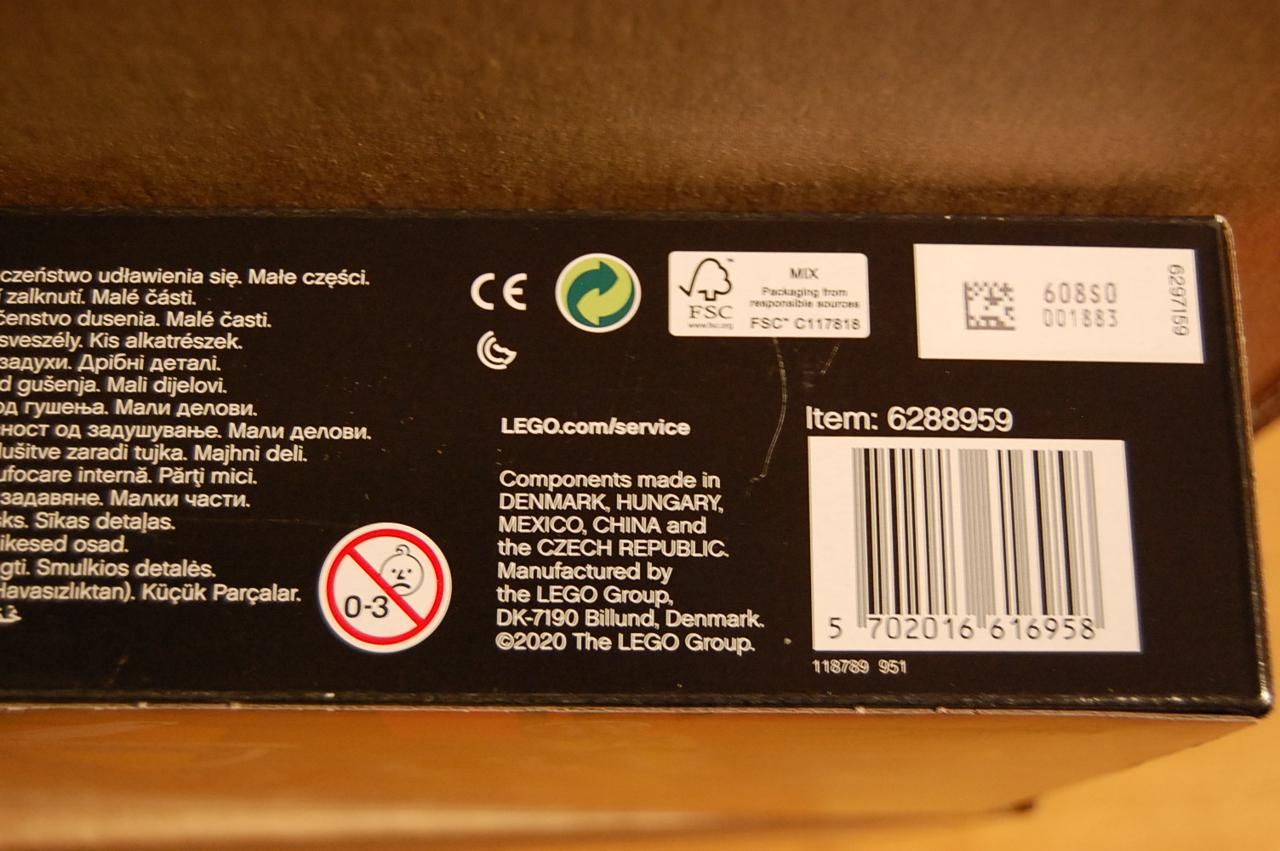 czeństwo udławienia się. Małe części.
zalknutí. Malé části.
čenstvo dusenia. Malé časti.
sveszély. Kis alkatrészek.
задухи. Дрібні деталі.
d gušenja. Mali dijelovi.
од гушења. Мали делови.
ност од задушување. Мали делови.
lušitve zaradi tujka. Majhni deli.
ufocare internă. Părţi mici.
задавяне. Малки части.
sks. Sīkas detaļas.
ikesed osad.
gti. Smulkios detalės.
Havasızlıktan). Küçük Parçalar.
0-3
CE
FSC
www.fsc.org
MIX
Packaging from
responsible sources
FSC™ C117818
608S0
001883
6297159
LEGO.com/service
Components made in
DENMARK, HUNGARY,
MEXICO, CHINA and
the CZECH REPUBLIC.
Manufactured by
the LEGO Group,
DK-7190 Billund, Denmark.
©2020 The LEGO Group.
Item: 6288959
5 702016 616958
118789 951